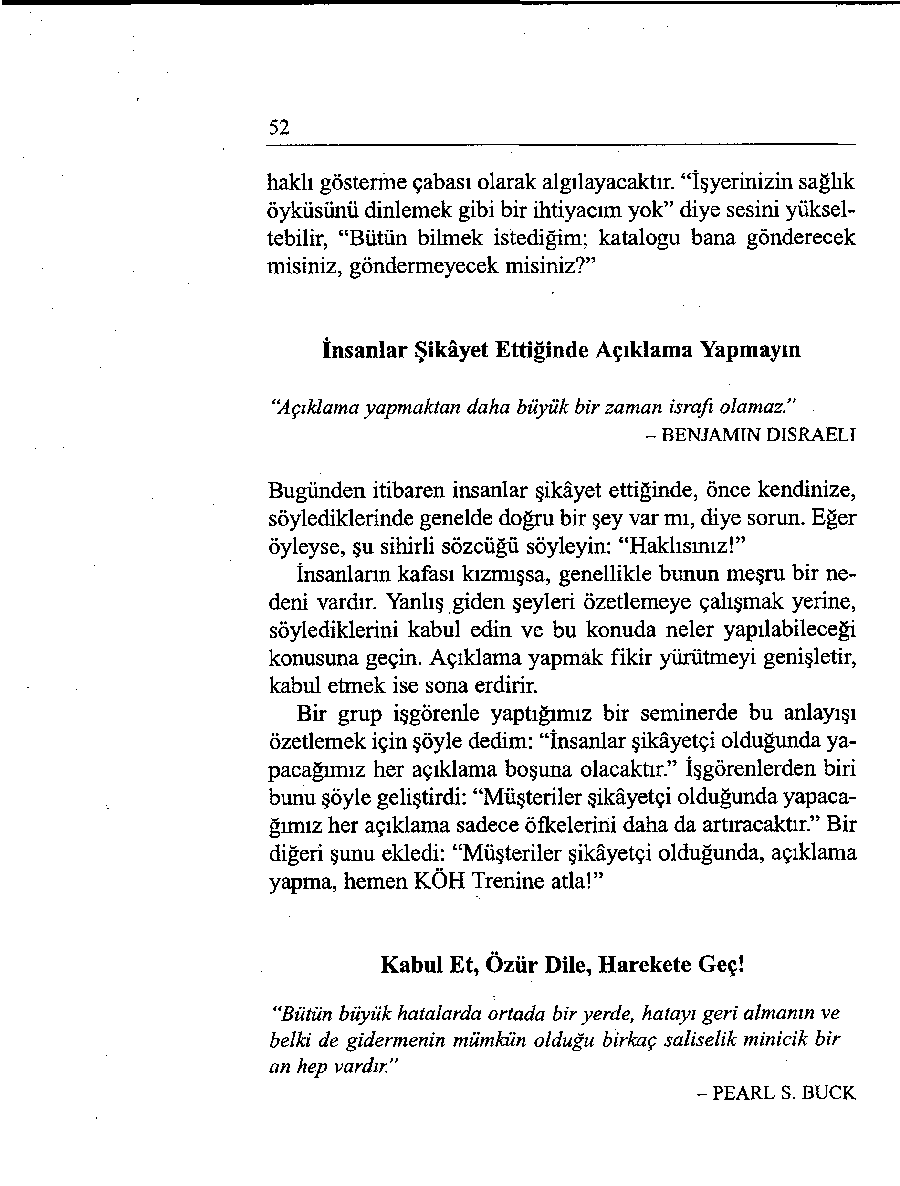 52
haklı gösterme çabası olarak algılayacaktır. “İşyerinizin sağlık
öyküsünü dinlemek gibi bir ihtiyacım yok” diye sesini yüksel-
tebilir, “Bütün bilmek istediğim; katalogu bana gönderecek
misiniz, göndermeyecek misiniz?”
İnsanlar Şikâyet Ettiğinde Açıklama Yapmayın
“Açıklama yapmaktan daha büyük bir zaman israfı olamaz.”
– BENJAMIN DISRAELI
Bugünden itibaren insanlar şikâyet ettiğinde, önce kendinize,
söylediklerinde genelde doğru bir şey var mı, diye sorun. Eğer
öyleyse, şu sihirli sözcüğü söyleyin: “Haklısınız!”
İnsanların kafası kızmışsa, genellikle bunun meşru bir ne-
deni vardır. Yanlış giden şeyleri özetlemeye çalışmak yerine,
söylediklerini kabul edin ve bu konuda neler yapılabileceği
konusuna geçin. Açıklama yapmak fikir yürütmeyi genişletir,
kabul etmek ise sona erdirir.
Bir grup işgörenle yaptığımız bir seminerde bu anlayışı
özetlemek için şöyle dedim: “İnsanlar şikâyetçi olduğunda ya-
pacağımız her açıklama boşuna olacaktır.” İşgörenlerden biri
bunu şöyle geliştirdi: “Müşteriler şikâyetçi olduğunda yapaca-
ğımız her açıklama sadece öfkelerini daha da artıracaktır.” Bir
diğeri şunu ekledi: “Müşteriler şikâyetçi olduğunda, açıklama
yapma, hemen KÖH Trenine atla!”
Kabul Et, Özür Dile, Harekete Geç!
“Bütün büyük hatalarda ortada bir yerde, hatayı geri almanın ve
belki de gidermenin mümkün olduğu birkaç saliselik minicik bir
an hep vardır.”
– PEARL S. BUCK